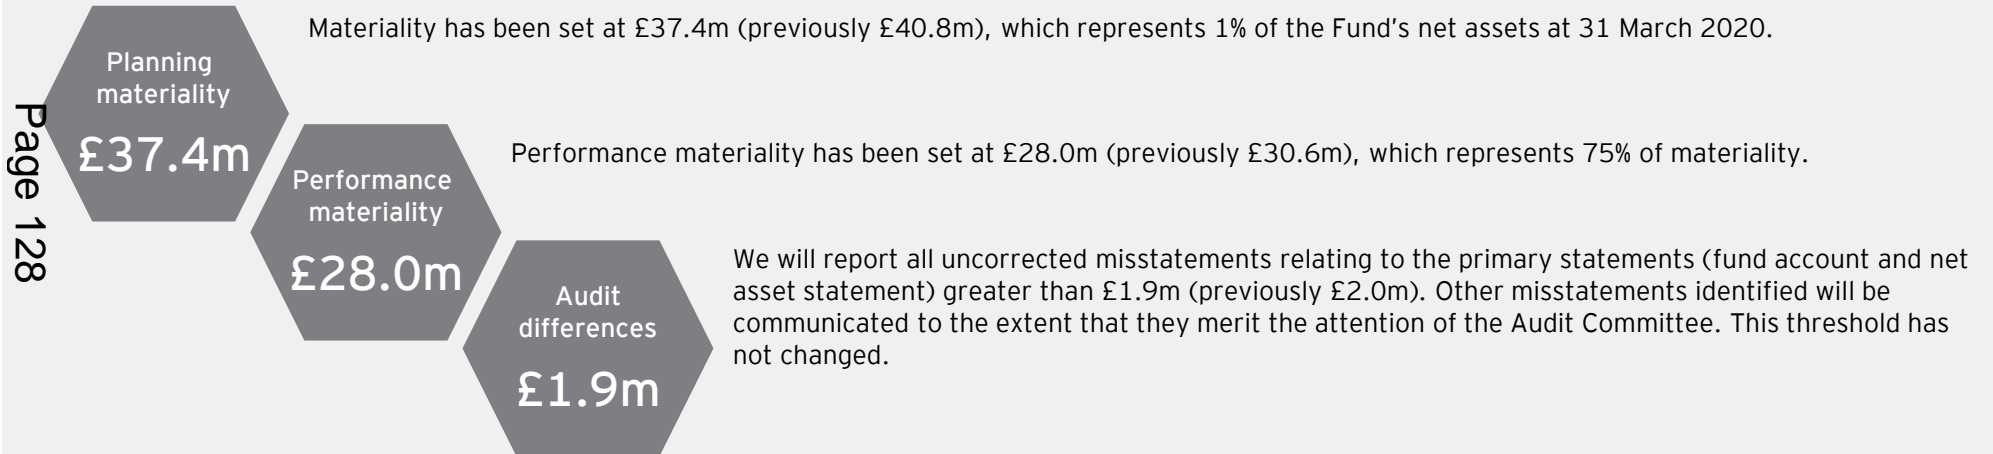 Materiality has been set at £37.4m (previously £40.8m), which represents 1% of the Fund's net assets at 31 March 2020.
Planning
materiality
£37.4m
Page 128
Performance materiality has been set at £28.0m (previously £30.6m), which represents 75% of materiality.
Performance
materiality
£28.0m
We will report all uncorrected misstatements relating to the primary statements (fund account and net
asset statement) greater than £1.9m (previously £2.0m). Other misstatements identified will be
communicated to the extent that they merit the attention of the Audit Committee. This threshold has
not changed.
Audit
differences
£1.9m